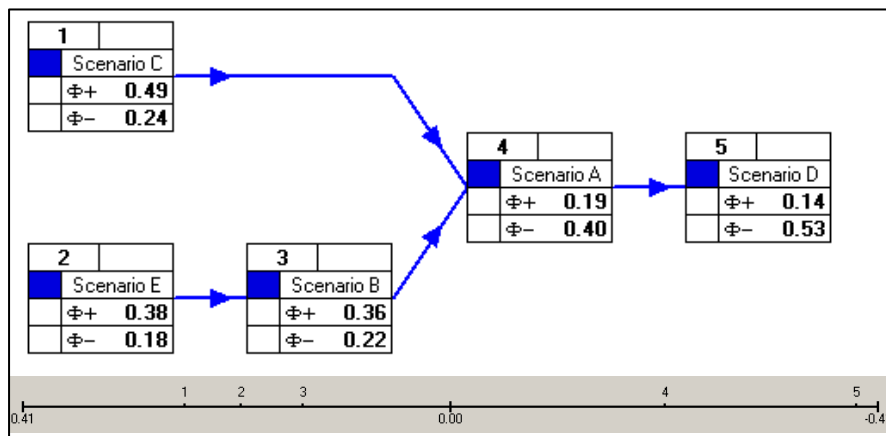 1
Scenario C
Φ+ 0.49
Φ− 0.24
4
Scenario A
Φ+ 0.19
Φ− 0.40
5
Scenario D
Φ+ 0.14
Φ− 0.53
2
Scenario E
Φ+ 0.38
Φ− 0.18
3
Scenario B
Φ+ 0.36
Φ− 0.22
1 2 3 4 5
0.41 0.00 -0.4